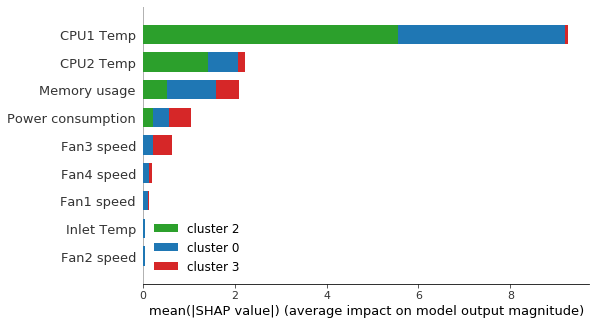 CPU1 Temp
CPU2 Temp
Memory usage
Power consumption
Fan3 speed
Fan4 speed
Fan1 speed
Inlet Temp
Fan2 speed
cluster 2
cluster 0
cluster 3
0 2 4 6 8
mean(|SHAP value|) (average impact on model output magnitude)